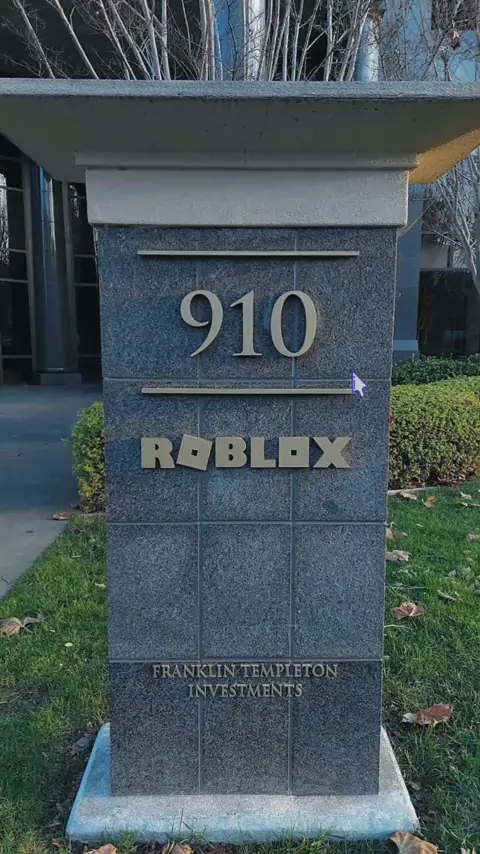 910
ROBLOX
FRANKLIN TEMPLETON
INVESTMENTS